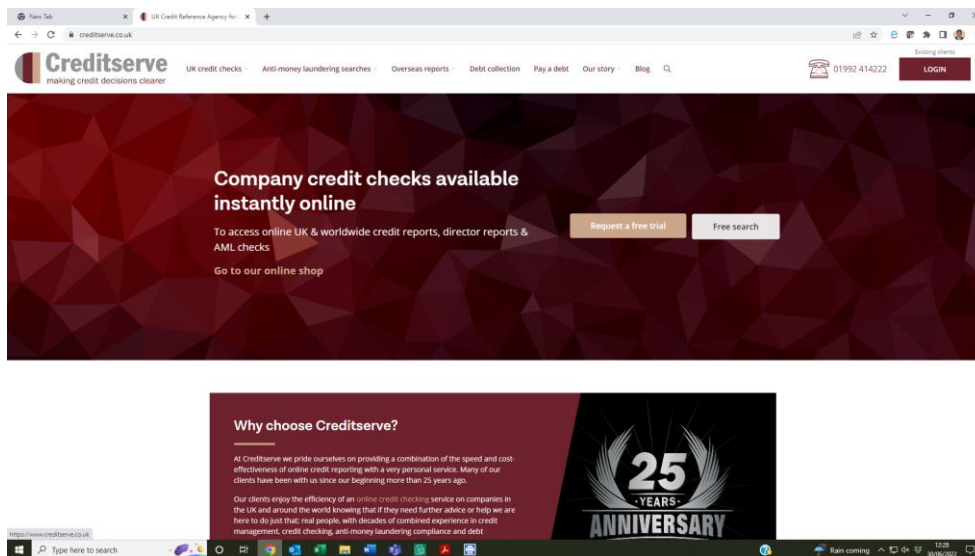 New Tab
UK Credit Reference Agency for
creditserve.co.uk
Existing clients
Creditserve
making credit decisions clearer
UK credit checks
Anti-money laundering searches
Overseas reports
Debt collection
Pay a debt
Our story
Blog
01992 414222
LOGIN
Company credit checks available
instantly online
To access online UK & worldwide credit reports, director reports &
AML checks
Go to our online shop
Request a free trial
Free search
Why choose Creditserve?
At Creditserve we pride ourselves on providing a combination of the speed and cost-
effectiveness of online credit reporting with a very personal service. Many of our
clients have been with us since our beginning more than 25 years ago.
Our clients enjoy the efficiency of an online credit checking service on companies in
the UK and around the world knowing that if they need further advice or help we are
here to do just that: real people, with decades of combined experience in credit
management, credit checking, anti-money laundering compliance and debt
25
·YEARS·
ANNIVERSARY
https://www.creditserve.co.uk
Type here to search
Rain coming
12:28
30/06/2022